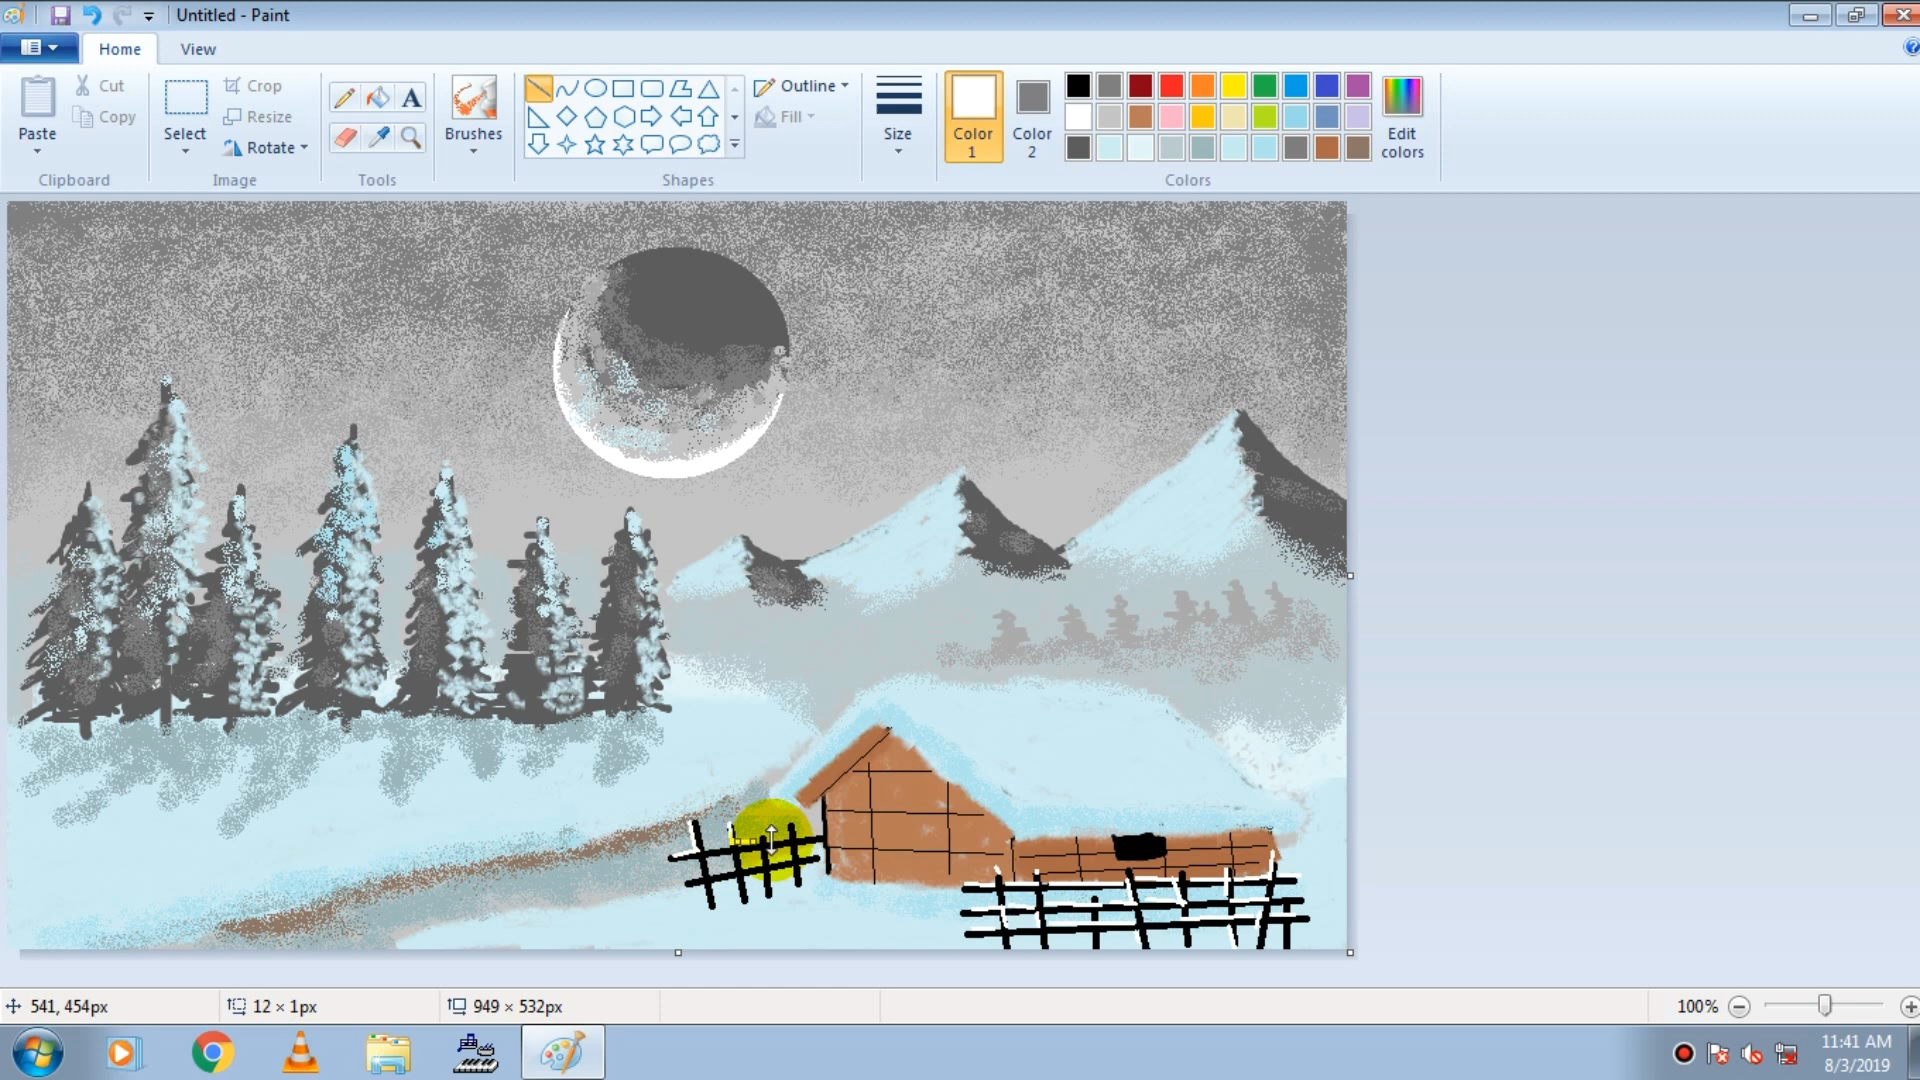 Untitled - Paint
Home View
Paste
Cut
Copy
Clipboard
Select
Crop
Resize
Rotate
Image
A
Tools
Brushes
Shapes
Outline
Fill
Size
Color 1
Color 2
Edit colors
Colors
541, 454px
12 × 1px
949 × 532px
100%
11:41 AM
8/3/2019